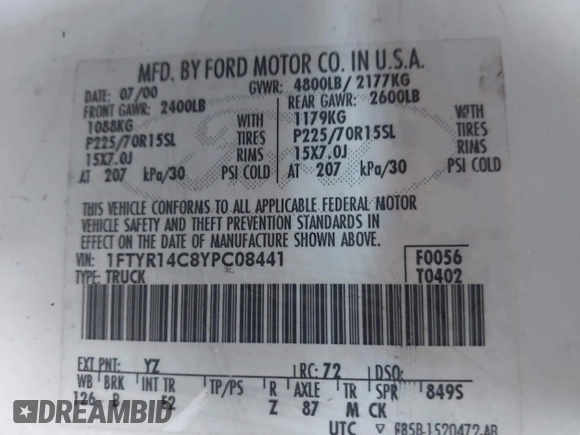 MFD. BY FORD MOTOR CO. IN U.S.A.
DATE: 07/00 GVWR: 4800LB/ 2177KG
FRONT GAWR: 2400LB REAR GAWR: 2600LB
1088KG WITH 1179KG WITH
P225/70R15SL TIRES P225/70R15SL TIRES
15X7.0J RIMS 15X7.0J RIMS
AT 207 kPa/30 PSI COLD AT 207 kPa/30 PSI COLD
THIS VEHICLE CONFORMS TO ALL APPLICABLE FEDERAL MOTOR
VEHICLE SAFETY AND THEFT PREVENTION STANDARDS IN
EFFECT ON THE DATE OF MANUFACTURE SHOWN ABOVE.
VIN: 1FTYR14C8YPC08441 F0056
TYPE: TRUCK T0402
EXT PNT: YZ RC: 72 DSO:
WB BRK INT TR TP/PS R AXLE TR SPR 849S
126 B E2 Z 87 M CK
UTC F85B-1520472-AB
AUTOBIDMASTER